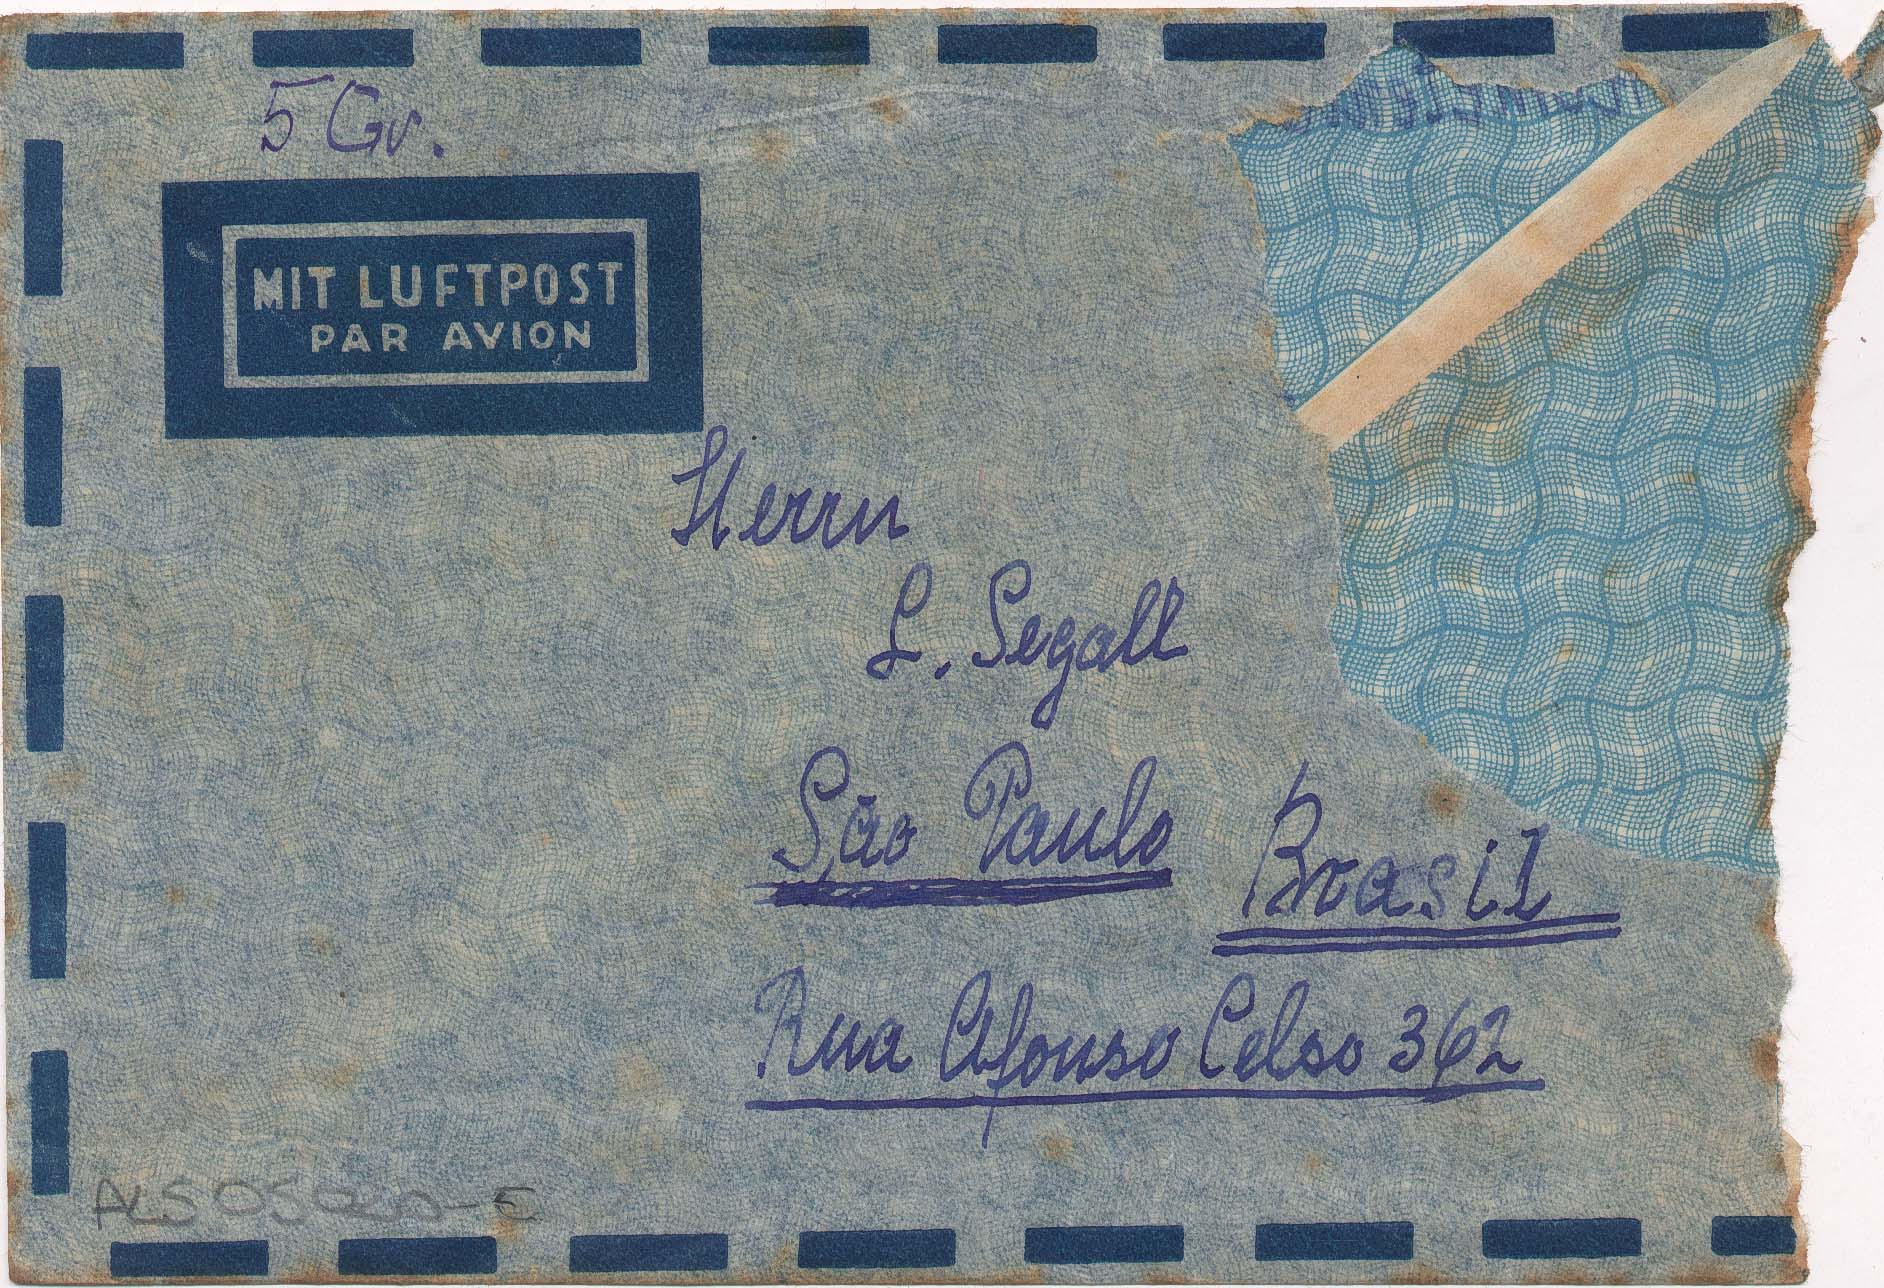 5 Gr.
MIT LUFTPOST
PAR AVION
Herrn
L. Segall
São Paulo Brasil
Rua Afonso Celso 362